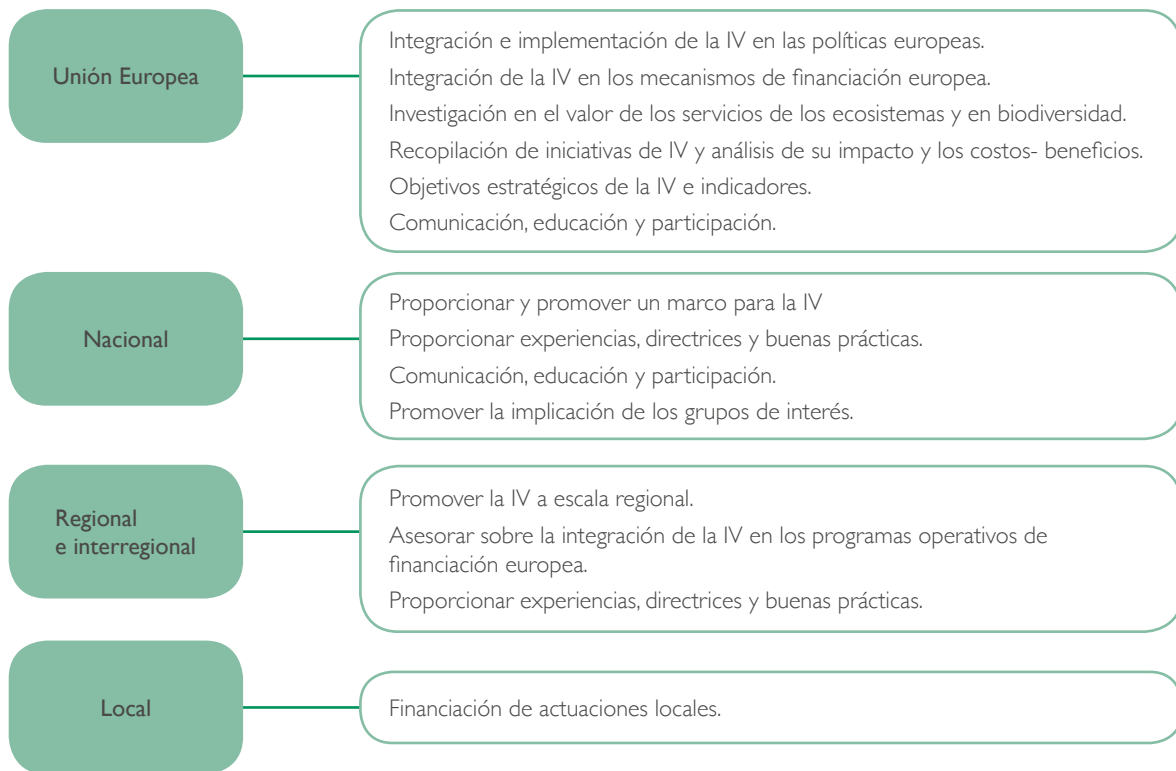 Unión Europea
Integración e implementación de la IV en las políticas europeas.
Integración de la IV en los mecanismos de financiación europea.
Investigación en el valor de los servicios de los ecosistemas y en biodiversidad.
Recopilación de iniciativas de IV y análisis de su impacto y los costos- beneficios.
Objetivos estratégicos de la IV e indicadores.
Comunicación, educación y participación.
Nacional
Proporcionar y promover un marco para la IV
Proporcionar experiencias, directrices y buenas prácticas.
Comunicación, educación y participación.
Promover la implicación de los grupos de interés.
Regional
e interregional
Promover la IV a escala regional.
Asesorar sobre la integración de la IV en los programas operativos de
financiación europea.
Proporcionar experiencias, directrices y buenas prácticas.
Local
Financiación de actuaciones locales.